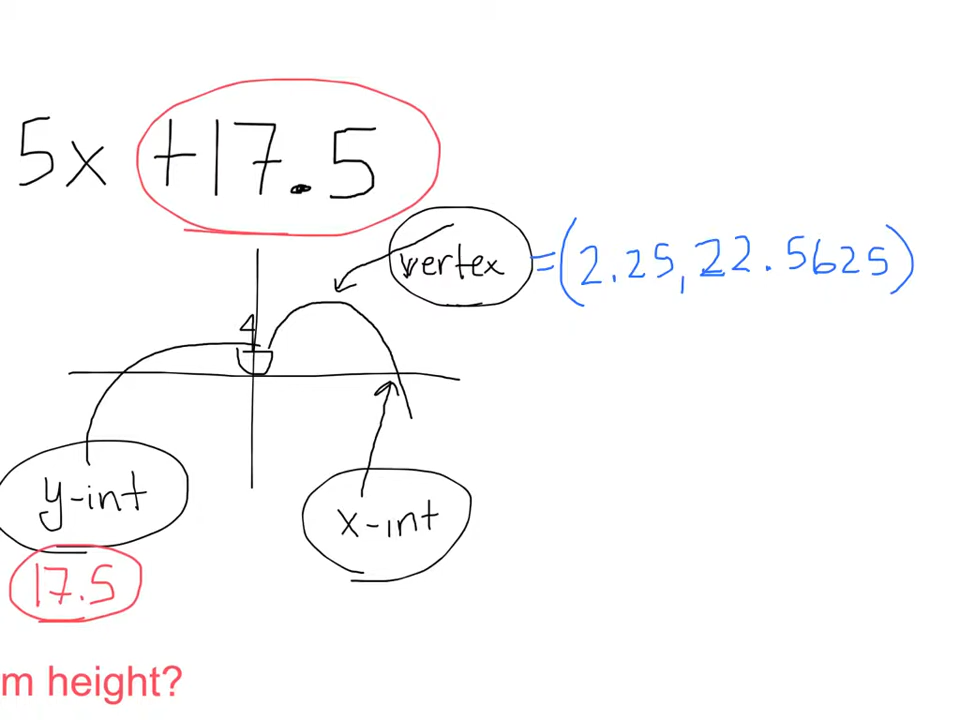 5x +17.5
vertex = (2.25, 22.5625)
4
y-int
x-int
17.5
m height?